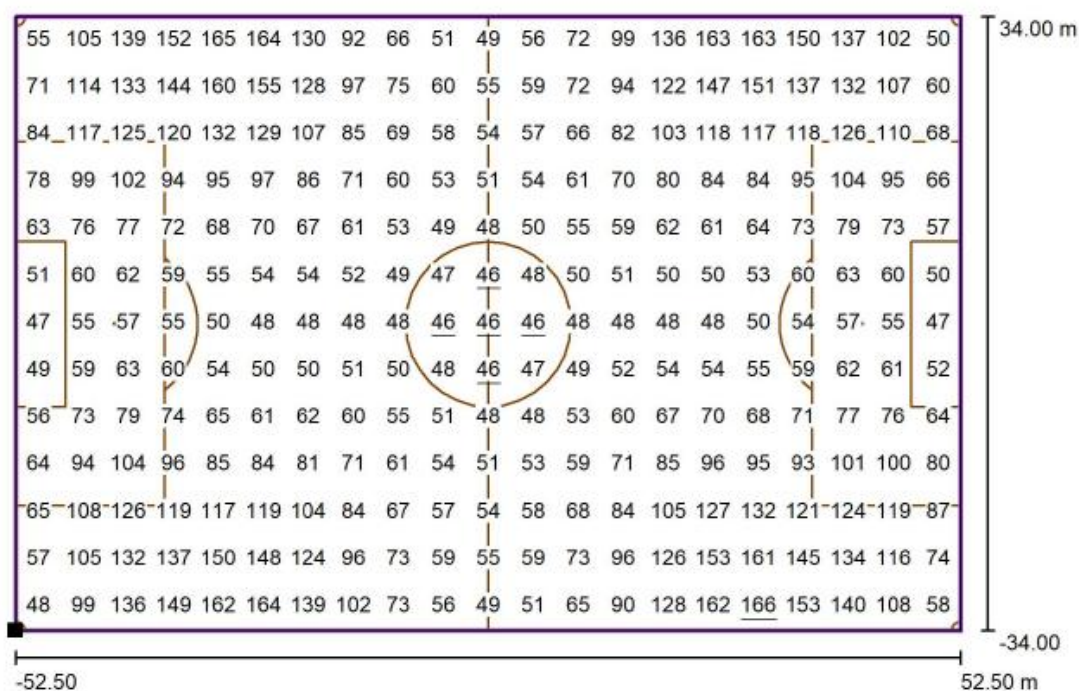 55 105 139 152 165 164 130 92 66 51 49 56 72 99 136 163 163 150 137 102 50
34.00 m
71 114 133 144 160 155 128 97 75 60 55 59 72 94 122 147 151 137 132 107 60
84 117 125 120 132 129 107 85 69 58 54 57 66 82 103 118 117 118 126 110 68
78 99 102 94 95 97 86 71 60 53 51 54 61 70 80 84 84 95 104 95 66
63 76 77 72 68 70 67 61 53 49 48 50 55 59 62 61 64 73 79 73 57
51 60 62 59 55 54 54 52 49 47 46 48 50 51 50 50 53 60 63 60 50
47 55 57 55 50 48 48 48 48 46 46 46 48 48 48 48 50 54 57 55 47
49 59 63 60 54 50 50 51 50 48 46 47 49 52 54 54 55 59 62 61 52
56 73 79 74 65 61 62 60 55 51 48 48 53 60 67 70 68 71 77 76 64
64 94 104 96 85 84 81 71 61 54 51 53 59 71 85 96 95 93 101 100 80
65 108 126 119 117 119 104 84 67 57 54 58 68 84 105 127 132 121 124 119 87
57 105 132 137 150 148 124 96 73 59 55 59 73 96 126 153 161 145 134 116 74
48 99 136 149 162 164 139 102 73 56 49 51 65 90 128 162 166 153 140 108 58
-34.00
-52.50 52.50 m